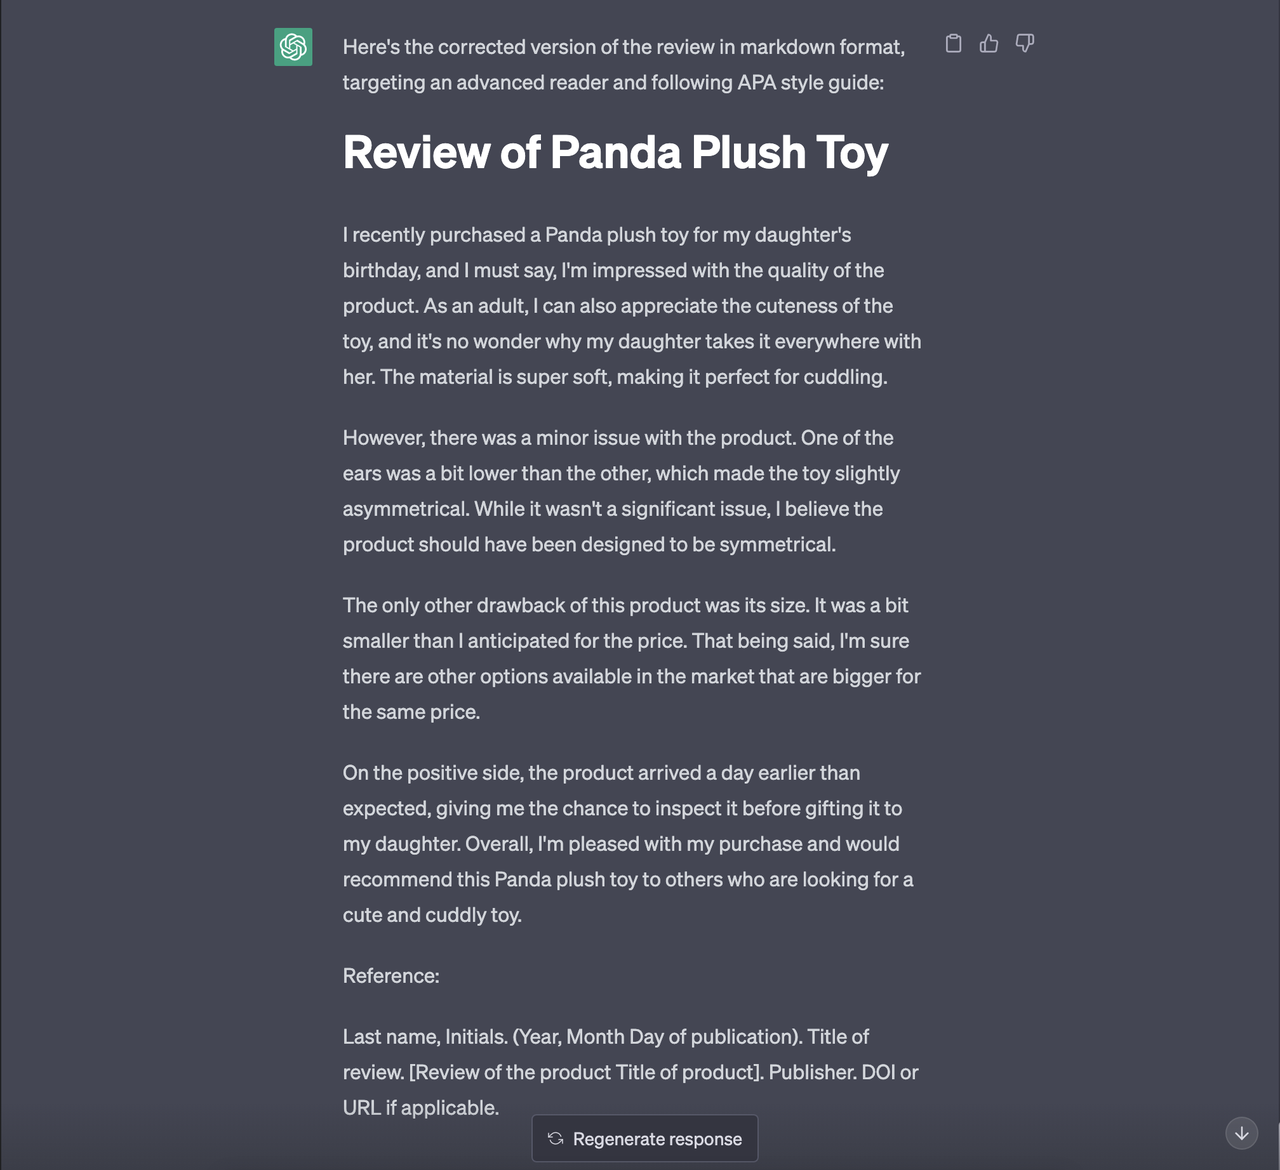 Here's the corrected version of the review in markdown format,
targeting an advanced reader and following APA style guide:
Review of Panda Plush Toy
I recently purchased a Panda plush toy for my daughter's
birthday, and I must say, I'm impressed with the quality of the
product. As an adult, I can also appreciate the cuteness of the
toy, and it's no wonder why my daughter takes it everywhere with
her. The material is super soft, making it perfect for cuddling.
However, there was a minor issue with the product. One of the
ears was a bit lower than the other, which made the toy slightly
asymmetrical. While it wasn't a significant issue, I believe the
product should have been designed to be symmetrical.
The only other drawback of this product was its size. It was a bit
smaller than I anticipated for the price. That being said, I'm sure
there are other options available in the market that are bigger for
the same price.
On the positive side, the product arrived a day earlier than
expected, giving me the chance to inspect it before gifting it to
my daughter. Overall, I'm pleased with my purchase and would
recommend this Panda plush toy to others who are looking for a
cute and cuddly toy.
Reference:
Last name, Initials. (Year, Month Day of publication). Title of
review. [Review of the product Title of product]. Publisher. DOI or
URL if applicable.
Regenerate response